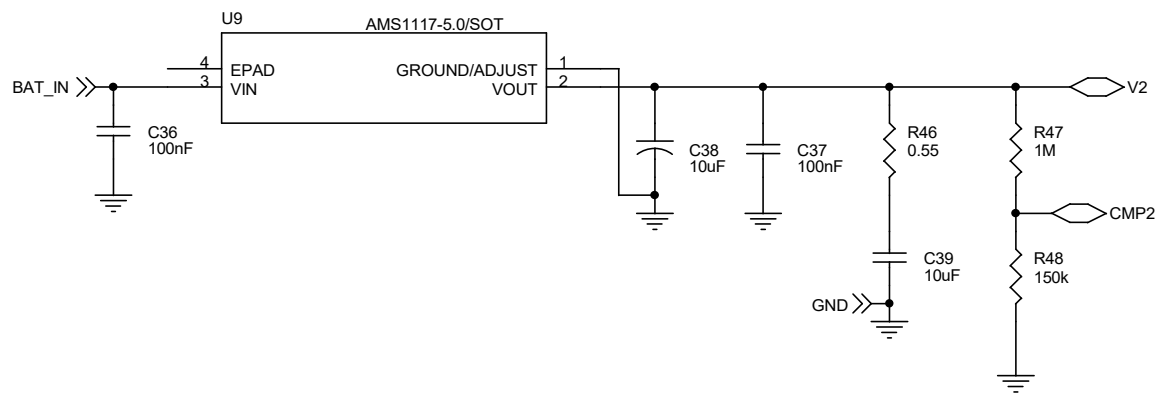 U9
AMS1117-5.0/SOT
4
EPAD
GROUND/ADJUST
1
BAT_IN
3
VIN
VOUT
2
V2
C36
100nF
C38
10uF
C37
100nF
R46
0.55
R47
1M
CMP2
C39
10uF
R48
150k
GND